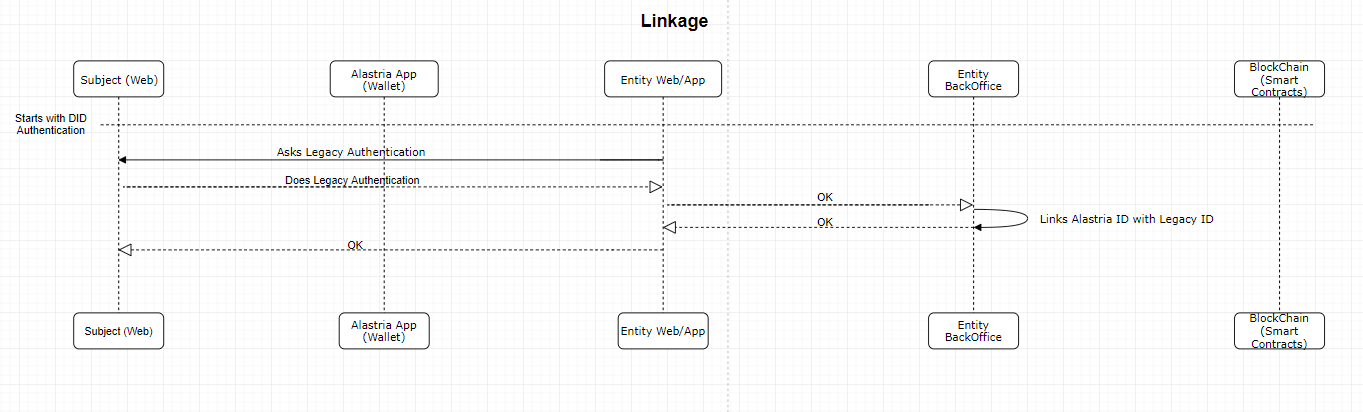 Linkage
Subject (Web)
Alastria App
(Wallet)
Entity Web/App
Entity
BackOffice
BlockChain
(Smart
Contracts)
Starts with DID
Authentication
Asks Legacy Authentication
Does Legacy Authentication
OK
Links Alastria ID with Legacy ID
OK
OK
Subject (Web)
Alastria App
(Wallet)
Entity Web/App
Entity
BackOffice
BlockChain
(Smart
Contracts)